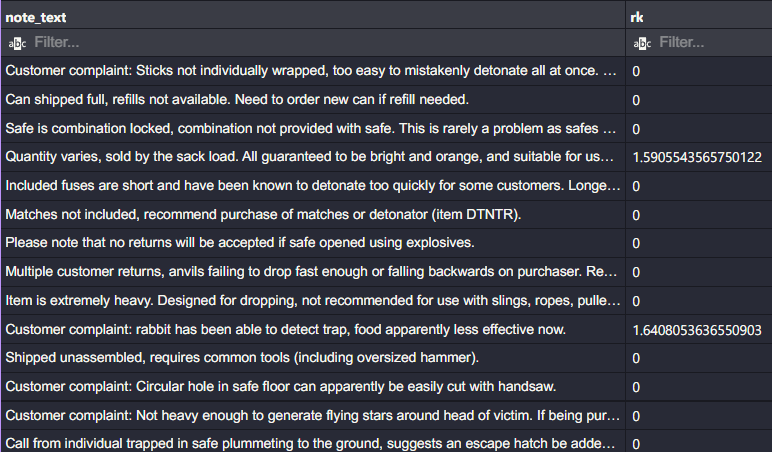 note_text rk
abc Filter... abc Filter...
Customer complaint: Sticks not individually wrapped, too easy to mistakenly detonate all at once. ... 0
Can shipped full, refills not available. Need to order new can if refill needed. 0
Safe is combination locked, combination not provided with safe. This is rarely a problem as safes ... 0
Quantity varies, sold by the sack load. All guaranteed to be bright and orange, and suitable for us... 1.5905543565750122
Included fuses are short and have been known to detonate too quickly for some customers. Longe... 0
Matches not included, recommend purchase of matches or detonator (item DTNTR). 0
Please note that no returns will be accepted if safe opened using explosives. 0
Multiple customer returns, anvils failing to drop fast enough or falling backwards on purchaser. Re... 0
Item is extremely heavy. Designed for dropping, not recommended for use with slings, ropes, pulle... 0
Customer complaint: rabbit has been able to detect trap, food apparently less effective now. 1.6408053636550903
Shipped unassembled, requires common tools (including oversized hammer). 0
Customer complaint: Circular hole in safe floor can apparently be easily cut with handsaw. 0
Customer complaint: Not heavy enough to generate flying stars around head of victim. If being pur... 0
Call from individual trapped in safe plummeting to the ground, suggests an escape hatch be adde... 0